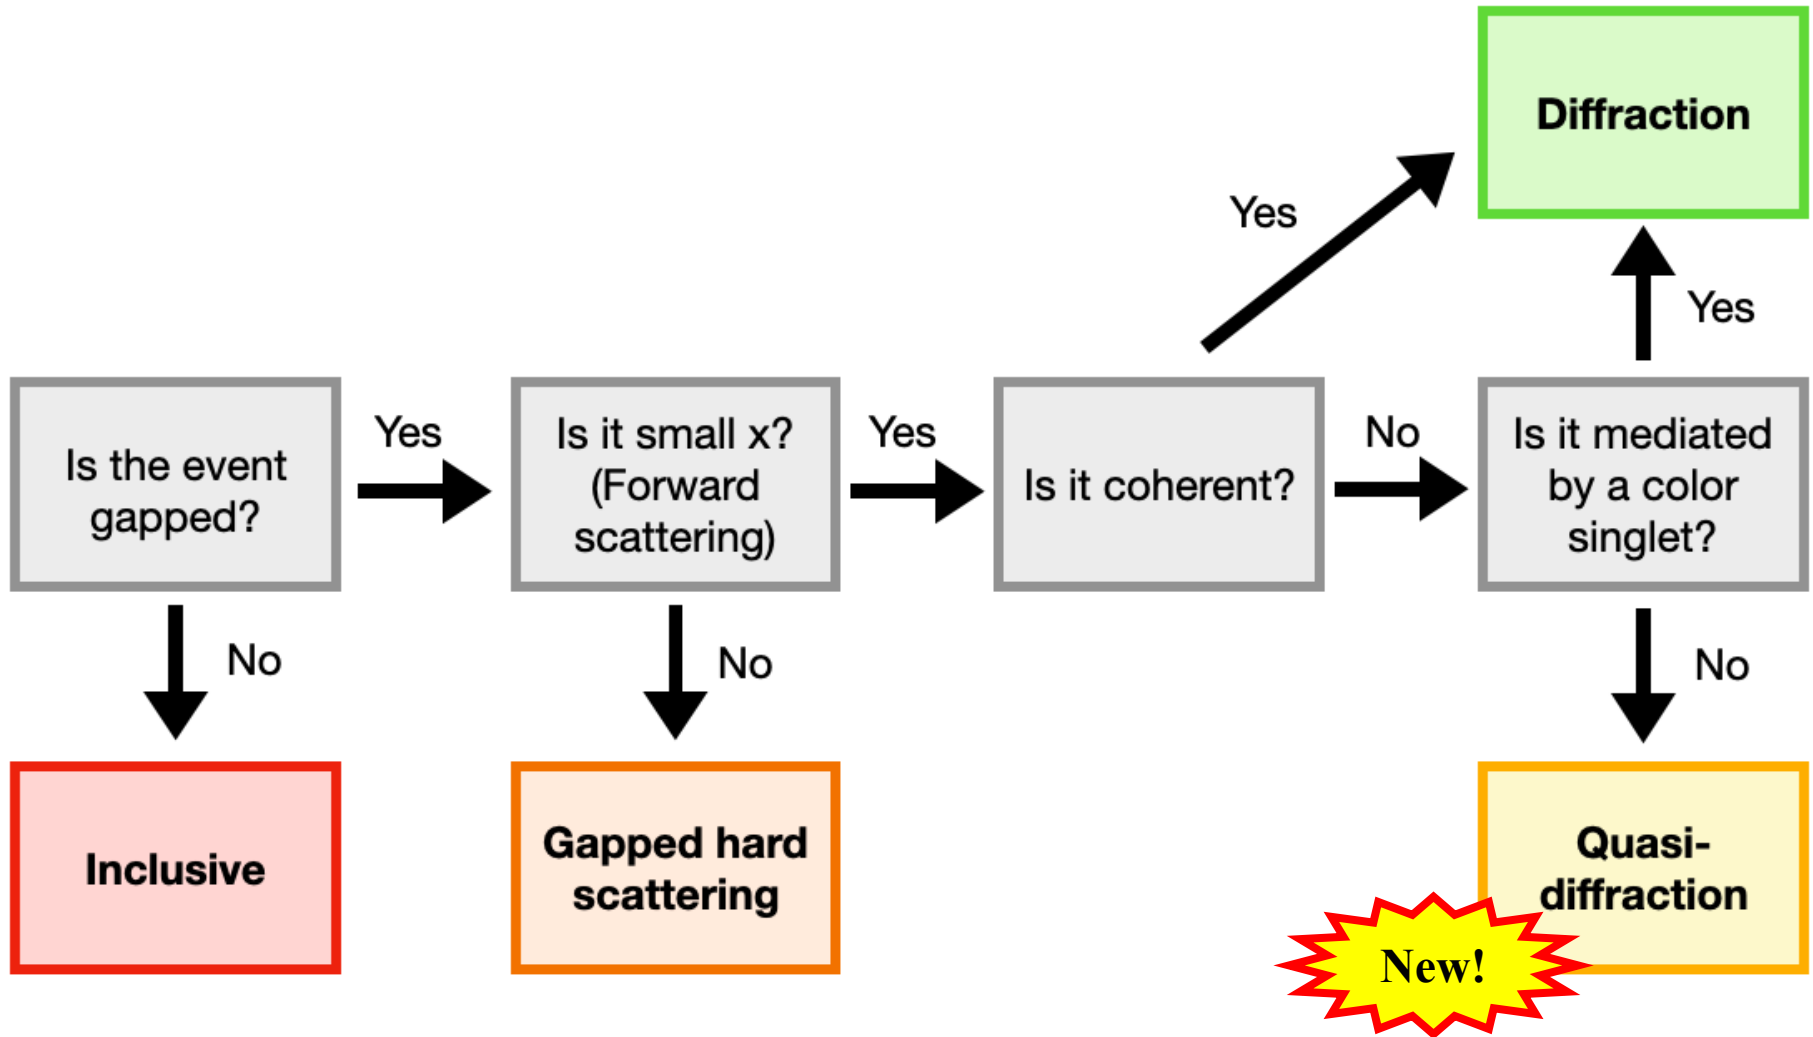 Diffraction
Yes
Yes
Is the event
gapped?
Yes
Is it small x?
(Forward
scattering)
Yes
Is it coherent?
No
Is it mediated
by a color
singlet?
No
No
No
Inclusive
Gapped hard
scattering
Quasi-
diffraction
New!